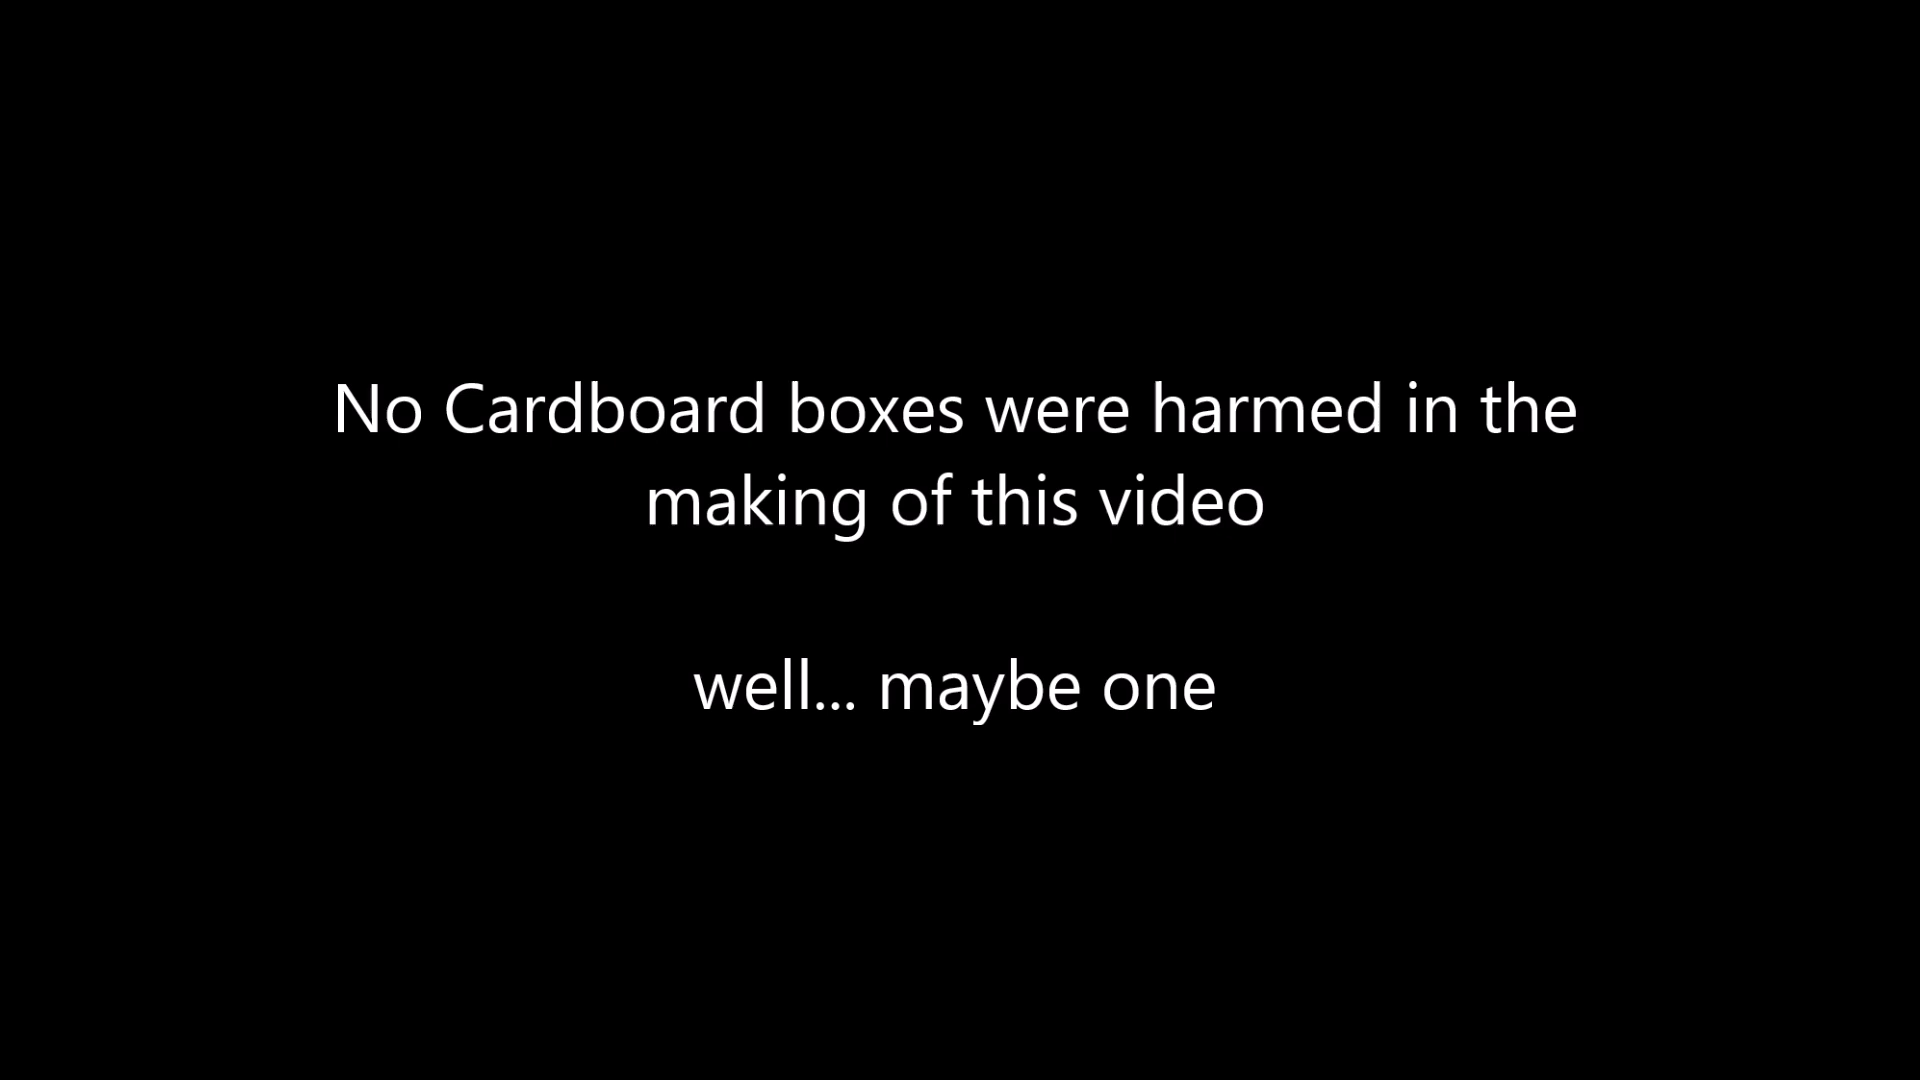 No Cardboard boxes were harmed in the
making of this video
well... maybe one